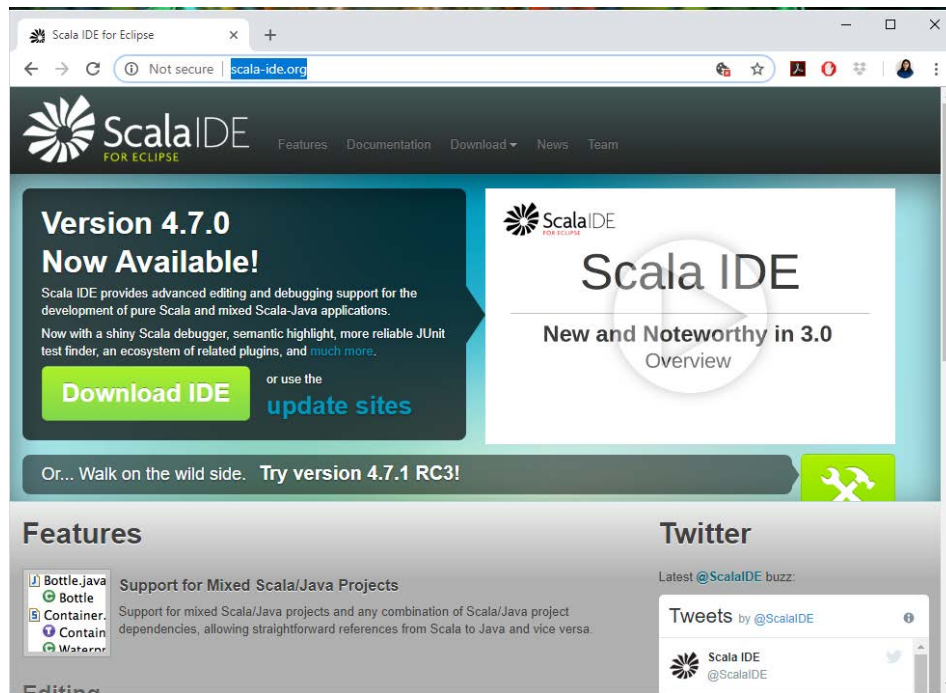 Scala IDE for Eclipse
Not secure | scala-ide.org
ScalaIDE
FOR ECLIPSE
Features Documentation Download News Team
Version 4.7.0
Now Available!
Scala IDE provides advanced editing and debugging support for the
development of pure Scala and mixed Scala-Java applications.
Now with a shiny Scala debugger, semantic highlight, more reliable JUnit
test finder, an ecosystem of related plugins, and much more.
Download IDE
or use the
update sites
ScalaIDE
FOR ECLIPSE
Scala IDE
New and Noteworthy in 3.0
Overview
Or... Walk on the wild side. Try version 4.7.1 RC3!
Features
Bottle.java
Bottle
Container.
Contain
Support for Mixed Scala/Java Projects
Support for mixed Scala/Java projects and any combination of Scala/Java project
dependencies, allowing straightforward references from Scala to Java and vice versa.
Editing
Twitter
Latest @ScalaIDE buzz:
Tweets by @ScalaIDE
Scala IDE
@ScalaIDE